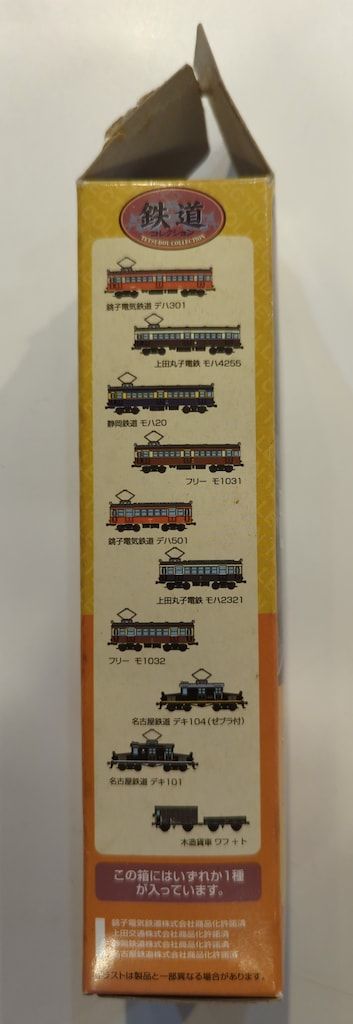 鉄道
コレクション
TETSUDOU COLLECTION
銚子電気鉄道 デハ301
上田丸子電鉄 モハ4255
静岡鉄道 モハ20
フリー モ1031
銚子電気鉄道 デハ501
上田丸子電鉄 モハ2321
フリー モ1032
名古屋鉄道 デキ104(ゼブラ付)
名古屋鉄道 デキ101
木造貨車 ワフ+ト
この箱にはいずれか1種
が入っています。
銚子電気鉄道株式会社商品化許諾済
上田交通株式会社商品化許諾済
静岡鉄道株式会社商品化許諾済
名古屋鉄道株式会社商品化許諾済
イラストは製品と一部異なる場合があります。